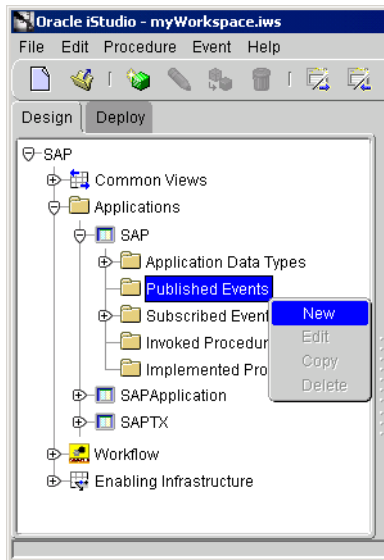 Oracle iStudio - myWorkspace.iws
File Edit Procedure Event Help
Design Deploy
SAP
Common Views
Applications
SAP
Application Data Types
Published Events
New
Subscribed Event
Edit
Invoked Procedur
Copy
Implemented Pro
Delete
SAPApplication
SAPTX
Workflow
Enabling Infrastructure